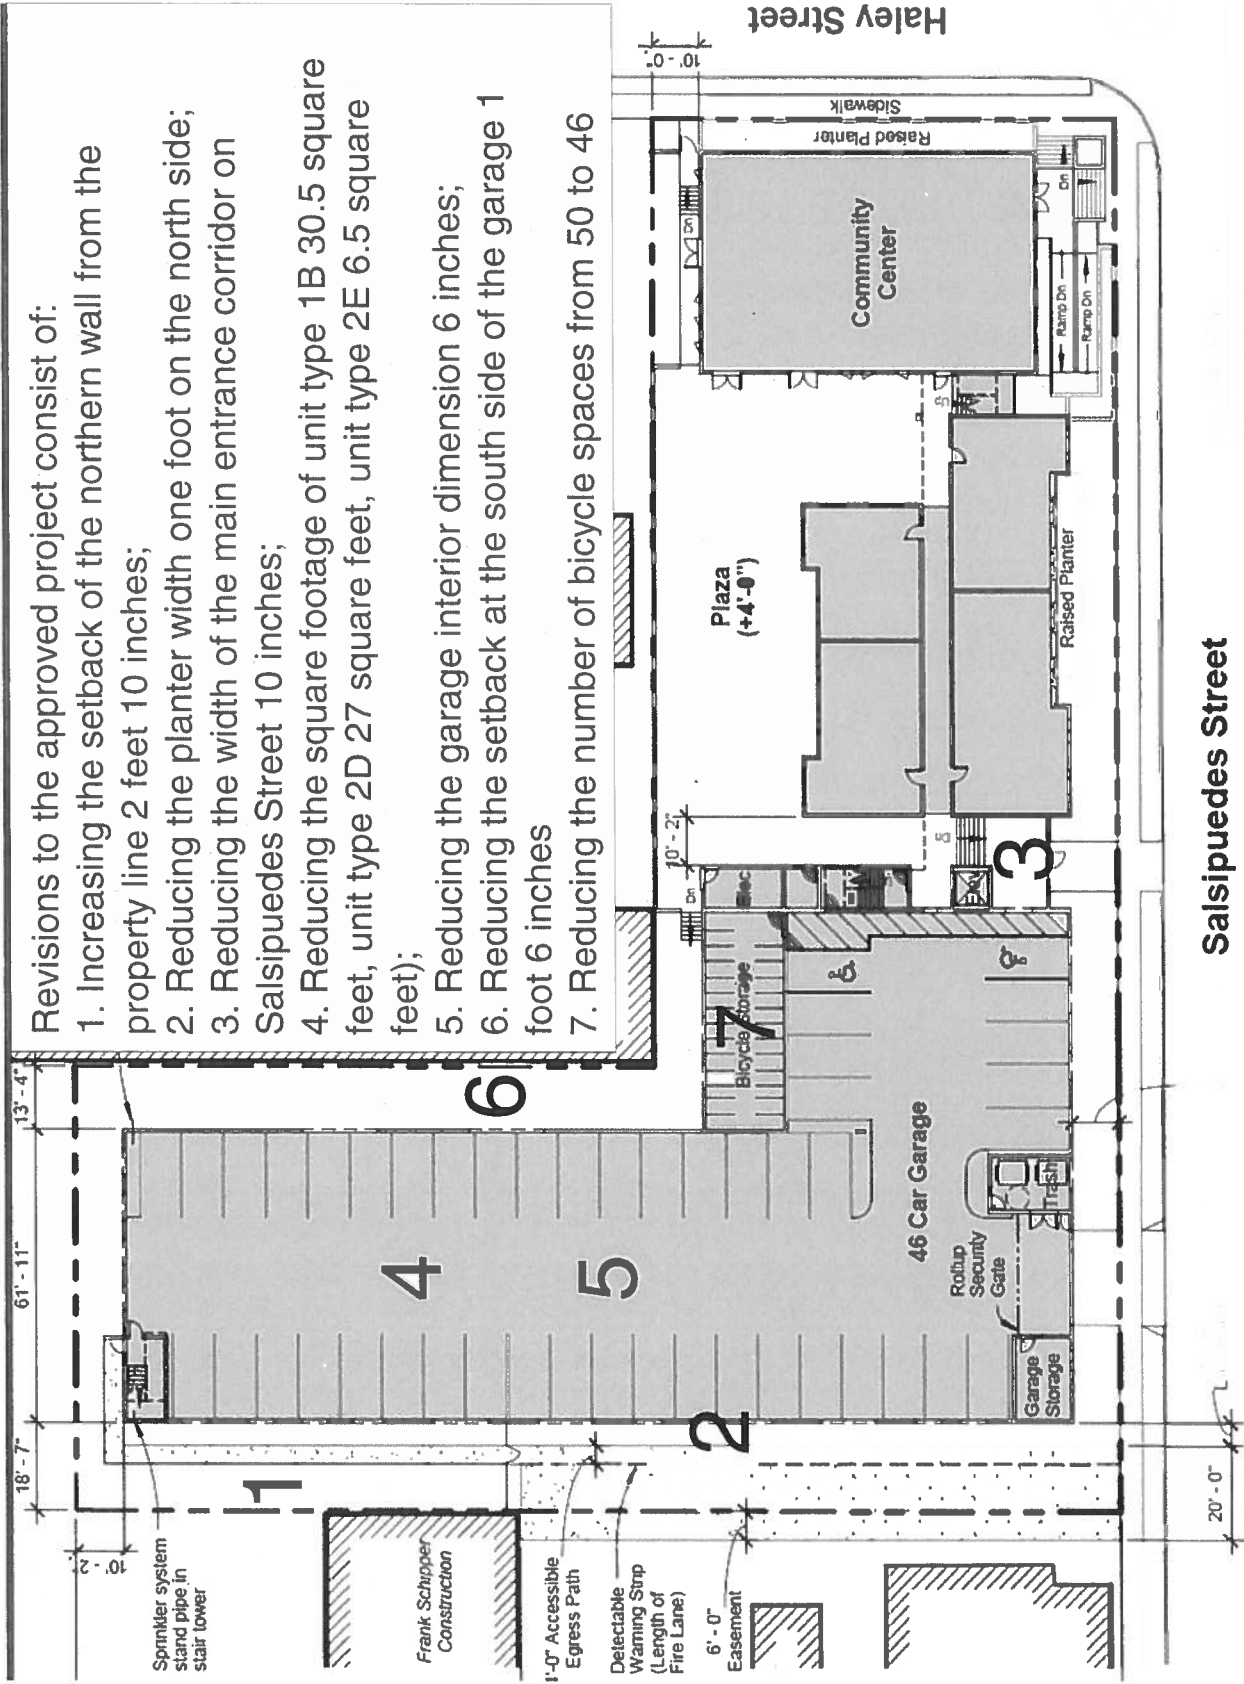 Revisions to the approved project consist of:
1. Increasing the setback of the northern wall from the
property line 2 feet 10 inches;
2. Reducing the planter width one foot on the north side;
3. Reducing the width of the main entrance corridor on
Salsipuedes Street 10 inches;
4. Reducing the square footage of unit type 1B 30.5 square
feet, unit type 2D 27 square feet, unit type 2E 6.5 square
feet);
5. Reducing the garage interior dimension 6 inches;
6. Reducing the setback at the south side of the garage 1
foot 6 inches
7. Reducing the number of bicycle spaces from 50 to 46
18' - 7"
61' - 11"
13' - 4"
10' - 2"
Sprinkler system
stand pipe in
stair tower
1
Frank Schipper
Construction
1'-0" Accessible
Egress Path
Detectable
Warning Strip
(Length of
Fire Lane)
6' - 0"
Easement
2
4
5
6
7
Bicycle Storage
46 Car Garage
Rollup
Security
Gate
Garage
Storage
Trash
Elec
Dn
10' - 2"
Elev
3
Plaza
(+4'-0")
Raised Planter
Community
Center
Dn
Dn
Ramp Dn
Ramp Dn
Raised Planter
Sidewalk
10' - 0"
Haley Street
20' - 0"
Salsipuedes Street